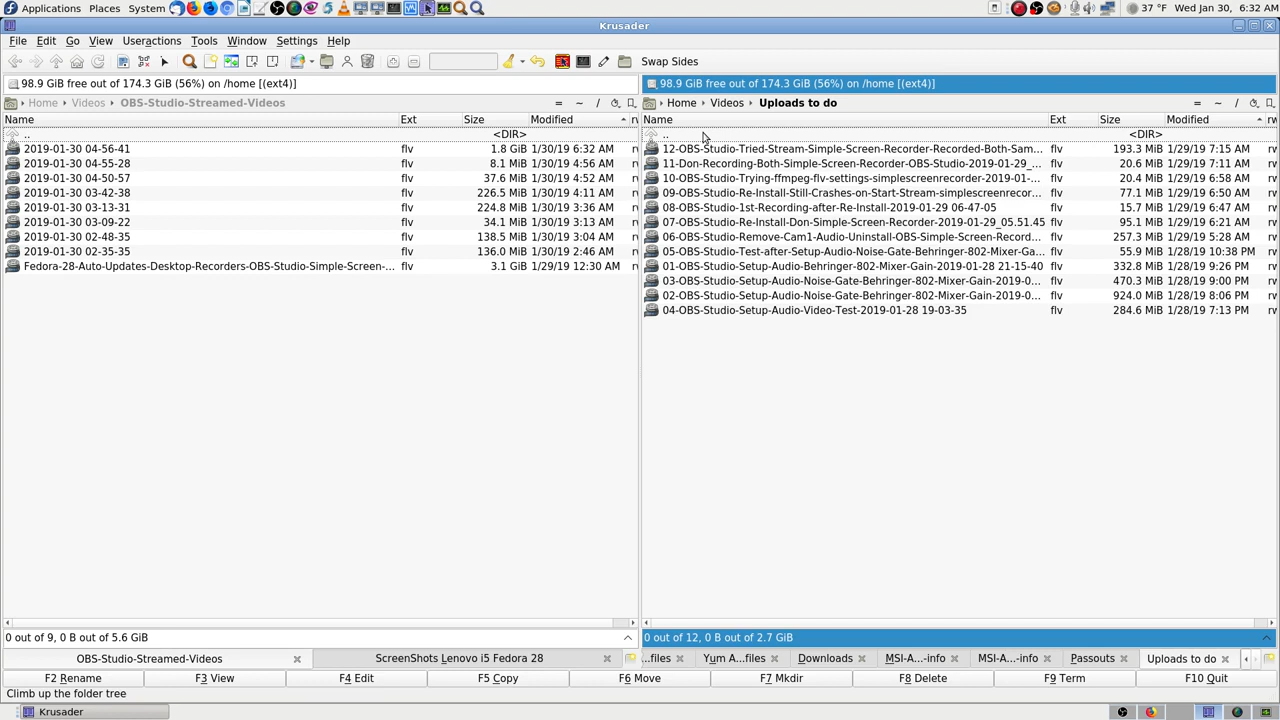 Applications Places System 37 °F Wed Jan 30, 6:32 AM
Krusader
File Edit Go View Useractions Tools Window Settings Help
Swap Sides
98.9 GiB free out of 174.3 GiB (56%) on /home [(ext4)]
Home Videos OBS-Studio-Streamed-Videos = ~ /
Name Ext Size Modified
.. <DIR>
2019-01-30 04-56-41 flv 1.8 GiB 1/30/19 6:32 AM
2019-01-30 04-55-28 flv 8.1 MiB 1/30/19 4:56 AM
2019-01-30 04-50-57 flv 37.6 MiB 1/30/19 4:52 AM
2019-01-30 03-42-38 flv 226.5 MiB 1/30/19 4:11 AM
2019-01-30 03-13-31 flv 224.8 MiB 1/30/19 3:36 AM
2019-01-30 03-09-22 flv 34.1 MiB 1/30/19 3:13 AM
2019-01-30 02-48-35 flv 138.5 MiB 1/30/19 3:04 AM
2019-01-30 02-35-35 flv 136.0 MiB 1/30/19 2:46 AM
Fedora-28-Auto-Updates-Desktop-Recorders-OBS-Studio-Simple-Screen-... flv 3.1 GiB 1/29/19 12:30 AM
0 out of 9, 0 B out of 5.6 GiB
OBS-Studio-Streamed-Videos ScreenShots Lenovo i5 Fedora 28
98.9 GiB free out of 174.3 GiB (56%) on /home [(ext4)]
Home Videos Uploads to do = ~ /
Name Ext Size Modified
.. <DIR>
12-OBS-Studio-Tried-Stream-Simple-Screen-Recorder-Recorded-Both-Sam... flv 193.3 MiB 1/29/19 7:15 AM
11-Don-Recording-Both-Simple-Screen-Recorder-OBS-Studio-2019-01-29_... flv 20.6 MiB 1/29/19 7:11 AM
10-OBS-Studio-Trying-ffmpeg-flv-settings-simplescreenrecorder-2019-01-... flv 20.4 MiB 1/29/19 6:58 AM
09-OBS-Studio-Re-Install-Still-Crashes-on-Start-Stream-simplescreenrecor... flv 77.1 MiB 1/29/19 6:50 AM
08-OBS-Studio-1st-Recording-after-Re-Install-2019-01-29 06-47-05 flv 15.7 MiB 1/29/19 6:47 AM
07-OBS-Studio-Re-Install-Don-Simple-Screen-Recorder-2019-01-29_05.51.45 flv 95.1 MiB 1/29/19 6:21 AM
06-OBS-Studio-Remove-Cam1-Audio-Uninstall-OBS-Simple-Screen-Record... flv 257.3 MiB 1/29/19 5:28 AM
05-OBS-Studio-Test-after-Setup-Audio-Noise-Gate-Behringer-802-Mixer-Ga... flv 55.9 MiB 1/28/19 10:38 PM
01-OBS-Studio-Setup-Audio-Behringer-802-Mixer-Gain-2019-01-28 21-15-40 flv 332.8 MiB 1/28/19 9:26 PM
03-OBS-Studio-Setup-Audio-Noise-Gate-Behringer-802-Mixer-Gain-2019-0... flv 470.3 MiB 1/28/19 9:00 PM
02-OBS-Studio-Setup-Audio-Noise-Gate-Behringer-802-Mixer-Gain-2019-0... flv 924.0 MiB 1/28/19 8:06 PM
04-OBS-Studio-Setup-Audio-Video-Test-2019-01-28 19-03-35 flv 284.6 MiB 1/28/19 7:13 PM
0 out of 12, 0 B out of 2.7 GiB
...files Yum A...files Downloads MSI-A...-info MSI-A...-info Passouts Uploads to do
F2 Rename F3 View F4 Edit F5 Copy F6 Move F7 Mkdir F8 Delete F9 Term F10 Quit
Climb up the folder tree
Krusader